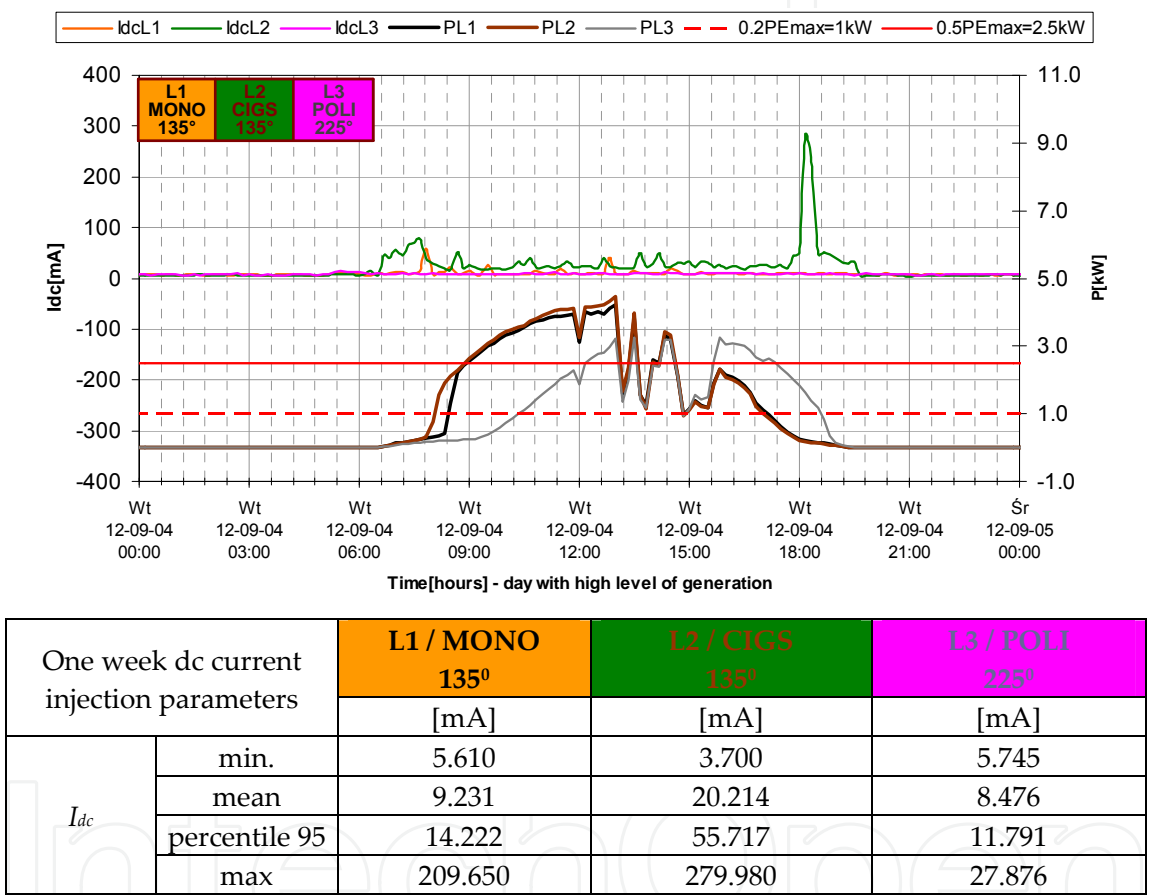 IdcL1 IdcL2 IdcL3 PL1 PL2 PL3 0.2PEmax=1kW 0.5PEmax=2.5kW
400
300
200
100
0
-100
-200
-300
-400
Idc[mA]
L1
MONO
135°
L2
CIGS
135°
L3
POLI
225°
11.0
9.0
7.0
5.0
3.0
1.0
-1.0
P[kW]
Wt Wt Wt Wt Wt Wt Wt Wt Śr
12-09-04 12-09-04 12-09-04 12-09-04 12-09-04 12-09-04 12-09-04 12-09-04 12-09-05
00:00 03:00 06:00 09:00 12:00 15:00 18:00 21:00 00:00
Time[hours] - day with high level of generation
One week dc current
injection parameters
L1 / MONO
135⁰
L2 / CIGS
135⁰
L3 / POLI
225⁰
[mA] [mA] [mA]
Idc
min. 5.610 3.700 5.745
mean 9.231 20.214 8.476
percentile 95 14.222 55.717 11.791
max 209.650 279.980 27.876
IntechOpen